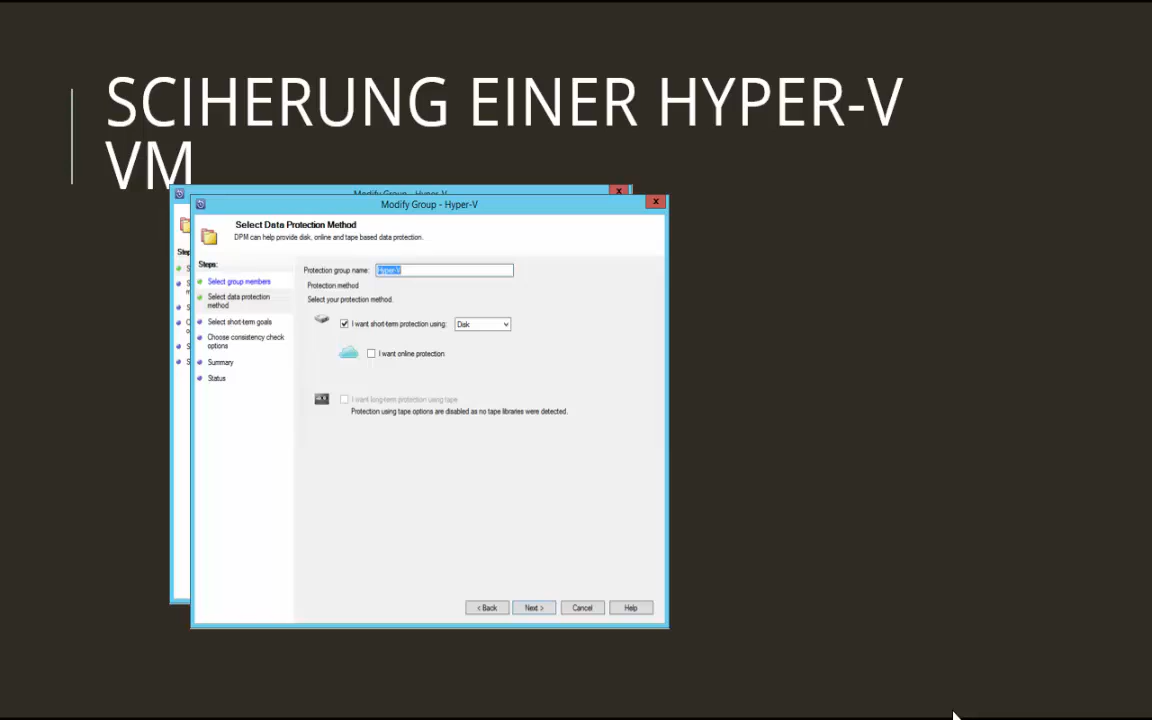 SCIHERUNG EINER HYPER-V
VM
Modify Group - Hyper-V
x
Modify Group - Hyper-V
x
Select Data Protection Method
DPM can help provide disk, online and tape based data protection.
Steps:
Select group members
Select data protection
method
Select short-term goals
Choose consistency check
options
Summary
Status
Protection group name: Hyper-V
Protection method
Select your protection method.
I want short-term protection using: Disk
I want online protection
I want long-term protection using tape
Protection using tape options are disabled as no tape libraries were detected.
< Back Next > Cancel Help